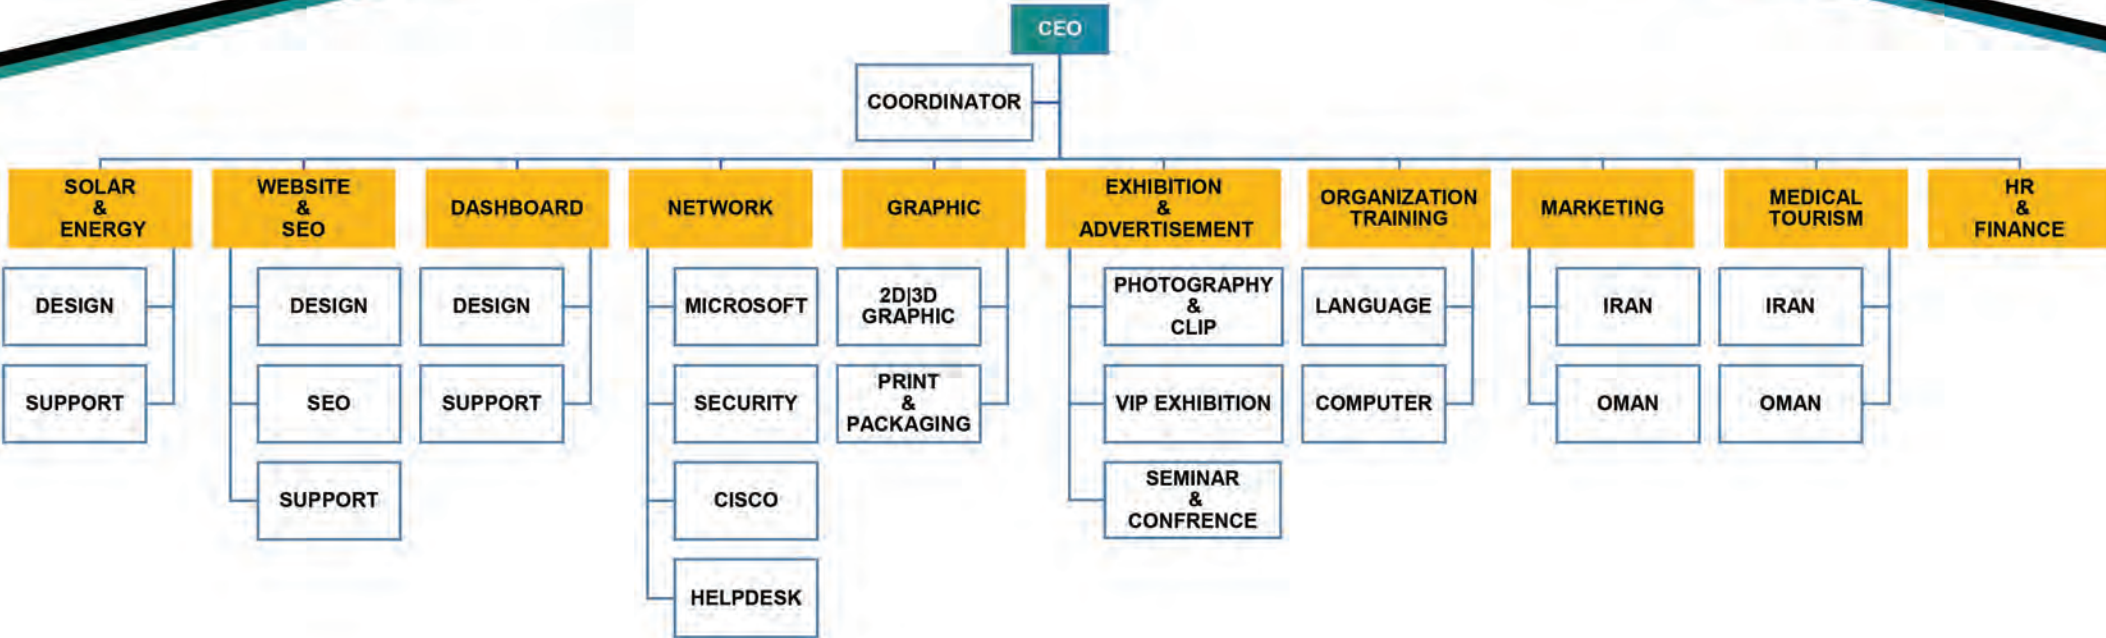 CEO
COORDINATOR
SOLAR
&
ENERGY
WEBSITE
&
SEO
DASHBOARD
NETWORK
GRAPHIC
EXHIBITION
&
ADVERTISEMENT
ORGANIZATION
TRAINING
MARKETING
MEDICAL
TOURISM
HR
&
FINANCE
DESIGN
SUPPORT
DESIGN
SEO
SUPPORT
DESIGN
SUPPORT
MICROSOFT
SECURITY
CISCO
HELPDESK
2D|3D
GRAPHIC
PRINT
&
PACKAGING
PHOTOGRAPHY
&
CLIP
VIP EXHIBITION
SEMINAR
&
CONFRENCE
LANGUAGE
COMPUTER
IRAN
OMAN
IRAN
OMAN